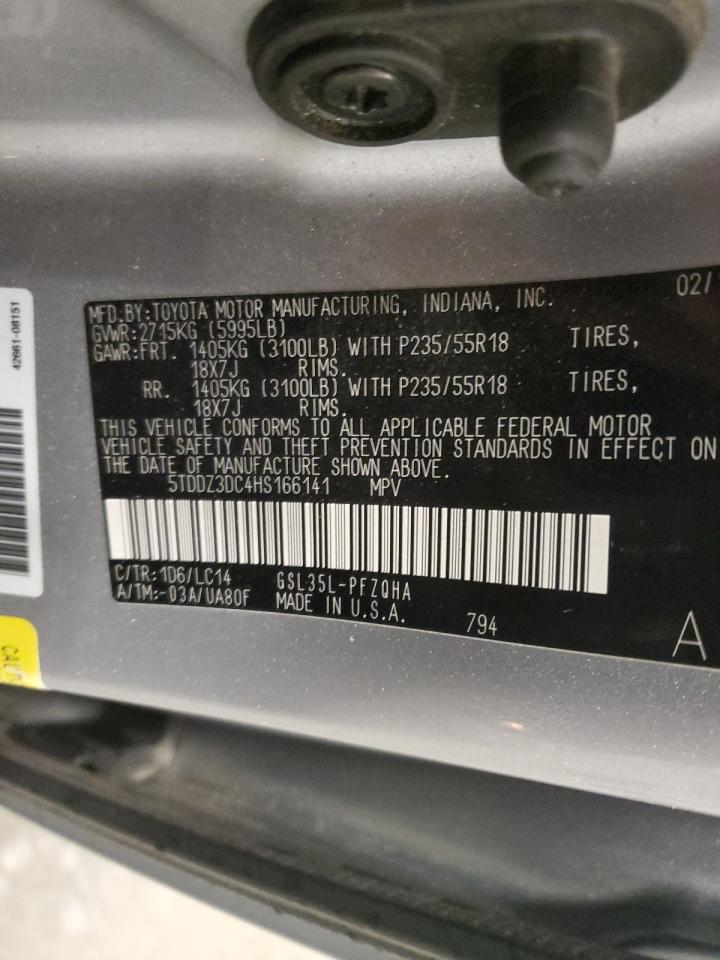 MFD.BY:TOYOTA MOTOR MANUFACTURING, INDIANA, INC. 02/
GVWR:2715KG (5995LB)
GAWR:FRT. 1405KG (3100LB) WITH P235/55R18 TIRES,
18X7J RIMS.
RR. 1405KG (3100LB) WITH P235/55R18 TIRES,
18X7J RIMS.
THIS VEHICLE CONFORMS TO ALL APPLICABLE FEDERAL MOTOR
VEHICLE SAFETY AND THEFT PREVENTION STANDARDS IN EFFECT ON
THE DATE OF MANUFACTURE SHOWN ABOVE.
5TDDZ3DC4HS166141 MPV
C/TR:1D6/LC14 GSL35L-PFZQHA
A/TM:-03A/UA80F MADE IN U.S.A. 794 A
42661-08151